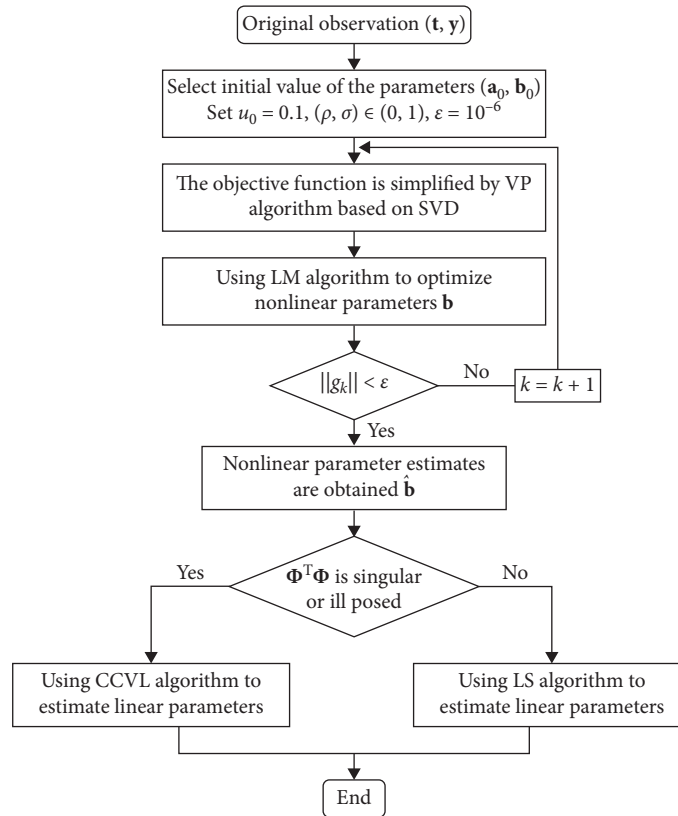 Original observation (t, y)
Select initial value of the parameters (a₀, b₀)
Set u₀ = 0.1, (ρ, σ) ∈ (0, 1), ε = 10⁻⁶
The objective function is simplified by VP
algorithm based on SVD
Using LM algorithm to optimize
nonlinear parameters b
||gₖ|| < ε
No
k = k + 1
Yes
Nonlinear parameter estimates
are obtained b̂
Yes
ΦᵀΦ is singular
or ill posed
No
Using CCVL algorithm to
estimate linear parameters
Using LS algorithm to
estimate linear parameters
End